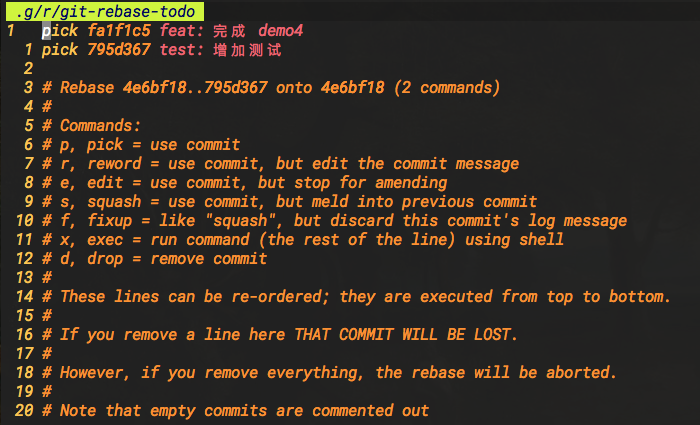 .g/r/git-rebase-todo
1 pick fa1f1c5 feat: 完成 demo4
1 pick 795d367 test: 增加测试
2
3 # Rebase 4e6bf18..795d367 onto 4e6bf18 (2 commands)
4 #
5 # Commands:
6 # p, pick = use commit
7 # r, reword = use commit, but edit the commit message
8 # e, edit = use commit, but stop for amending
9 # s, squash = use commit, but meld into previous commit
10 # f, fixup = like "squash", but discard this commit's log message
11 # x, exec = run command (the rest of the line) using shell
12 # d, drop = remove commit
13 #
14 # These lines can be re-ordered; they are executed from top to bottom.
15 #
16 # If you remove a line here THAT COMMIT WILL BE LOST.
17 #
18 # However, if you remove everything, the rebase will be aborted.
19 #
20 # Note that empty commits are commented out